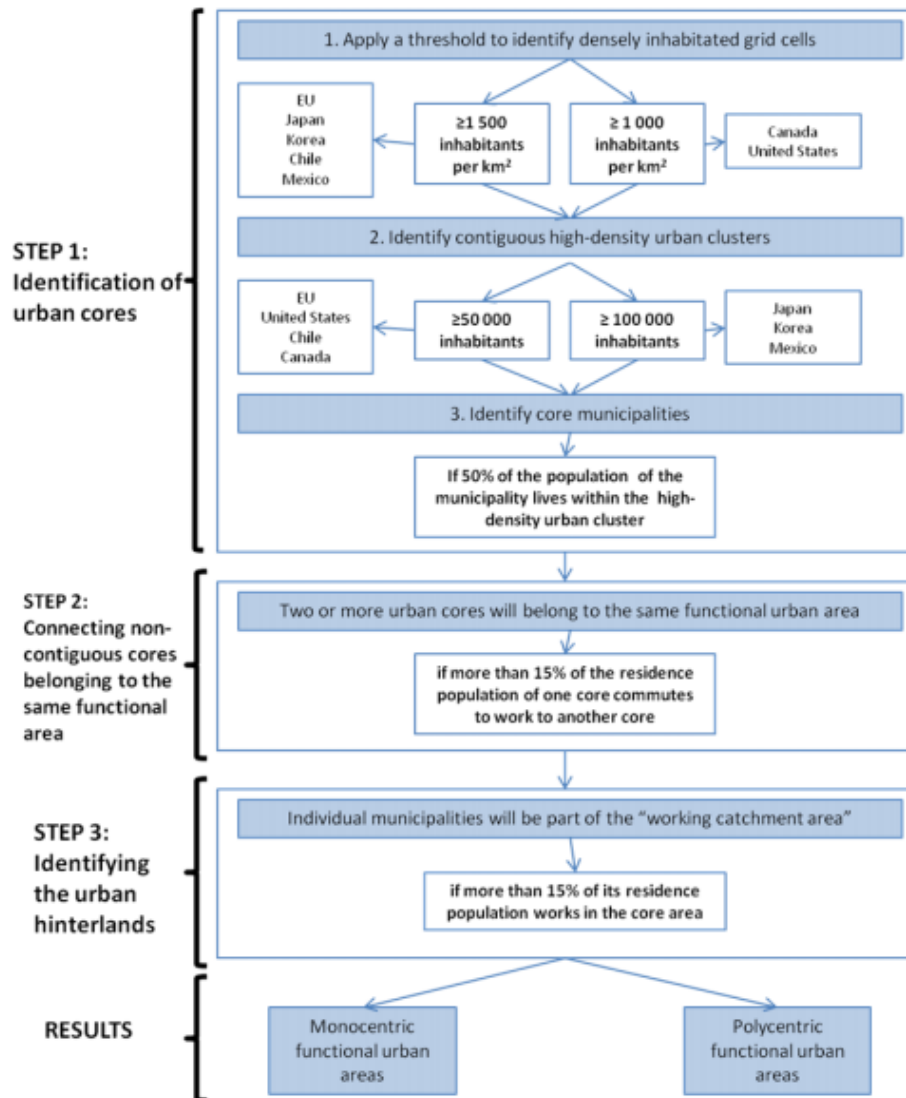 1. Apply a threshold to identify densely inhabitated grid cells
EU
Japan
Korea
Chile
Mexico
≥1 500
inhabitants
per km²
≥ 1 000
inhabitants
per km²
Canada
United States
STEP 1:
Identification of
urban cores
2. Identify contiguous high-density urban clusters
EU
United States
Chile
Canada
≥50 000
inhabitants
≥ 100 000
inhabitants
Japan
Korea
Mexico
3. Identify core municipalities
If 50% of the population of the
municipality lives within the high-
density urban cluster
STEP 2:
Connecting non-
contiguous cores
belonging to the
same functional
area
Two or more urban cores will belong to the same functional urban area
if more than 15% of the residence
population of one core commutes
to work to another core
STEP 3:
Identifying
the urban
hinterlands
Individual municipalities will be part of the “working catchment area”
if more than 15% of its residence
population works in the core area
RESULTS
Monocentric
functional urban
areas
Polycentric
functional urban
areas